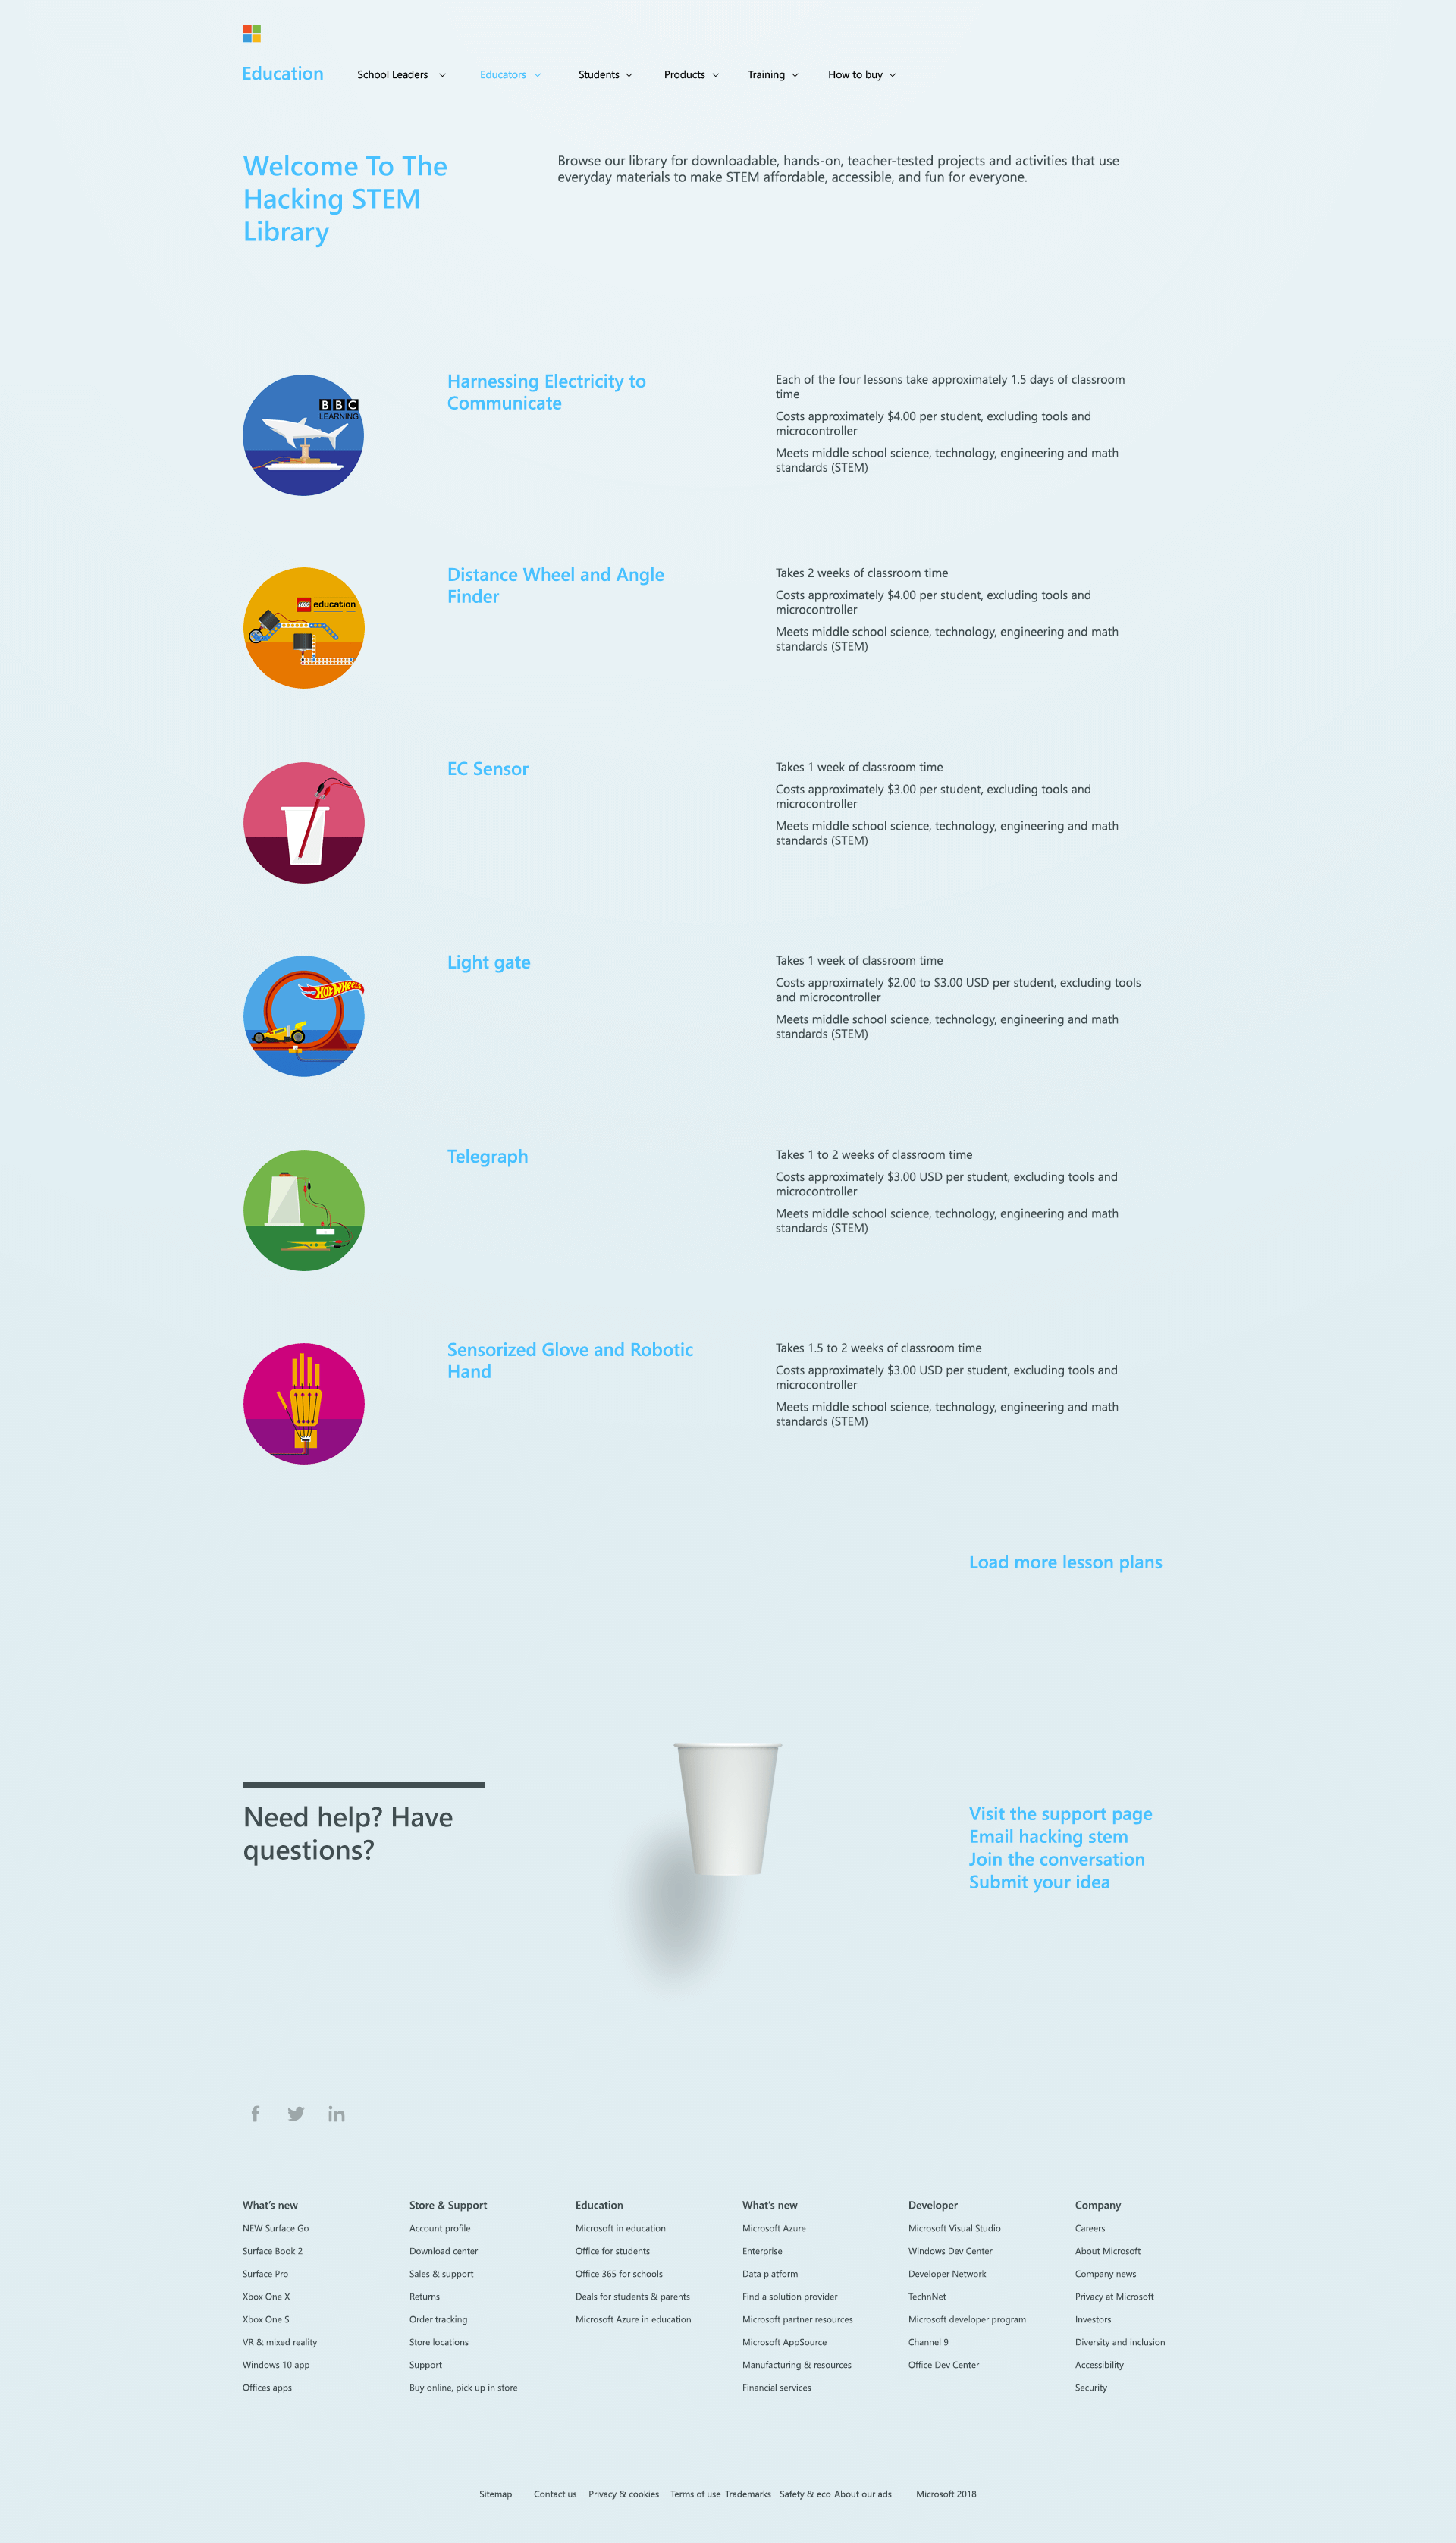 Education
School Leaders
Educators
Students
Products
Training
How to buy
Welcome To The
Hacking STEM
Library
Browse our library for downloadable, hands-on, teacher-tested projects and activities that use
everyday materials to make STEM affordable, accessible, and fun for everyone.
BBC
LEARNING
Harnessing Electricity to
Communicate
Each of the four lessons take approximately 1.5 days of classroom
time
Costs approximately $4.00 per student, excluding tools and
microcontroller
Meets middle school science, technology, engineering and math
standards (STEM)
LEGO education
Distance Wheel and Angle
Finder
Takes 2 weeks of classroom time
Costs approximately $4.00 per student, excluding tools and
microcontroller
Meets middle school science, technology, engineering and math
standards (STEM)
EC Sensor
Takes 1 week of classroom time
Costs approximately $3.00 per student, excluding tools and
microcontroller
Meets middle school science, technology, engineering and math
standards (STEM)
Hot Wheels
Light gate
Takes 1 week of classroom time
Costs approximately $2.00 to $3.00 USD per student, excluding tools
and microcontroller
Meets middle school science, technology, engineering and math
standards (STEM)
Telegraph
Takes 1 to 2 weeks of classroom time
Costs approximately $3.00 USD per student, excluding tools and
microcontroller
Meets middle school science, technology, engineering and math
standards (STEM)
Sensorized Glove and Robotic
Hand
Takes 1.5 to 2 weeks of classroom time
Costs approximately $3.00 USD per student, excluding tools and
microcontroller
Meets middle school science, technology, engineering and math
standards (STEM)
Load more lesson plans
Need help? Have
questions?
Visit the support page
Email hacking stem
Join the conversation
Submit your idea
f
in
What's new
NEW Surface Go
Surface Book 2
Surface Pro
Xbox One X
Xbox One S
VR & mixed reality
Windows 10 app
Offices apps
Store & Support
Account profile
Download center
Sales & support
Returns
Order tracking
Store locations
Support
Buy online, pick up in store
Education
Microsoft in education
Office for students
Office 365 for schools
Deals for students & parents
Microsoft Azure in education
What's new
Microsoft Azure
Enterprise
Data platform
Find a solution provider
Microsoft partner resources
Microsoft AppSource
Manufacturing & resources
Financial services
Developer
Microsoft Visual Studio
Windows Dev Center
Developer Network
TechnNet
Microsoft developer program
Channel 9
Office Dev Center
Company
Careers
About Microsoft
Company news
Privacy at Microsoft
Investors
Diversity and inclusion
Accessibility
Security
Sitemap Contact us Privacy & cookies Terms of use Trademarks Safety & eco About our ads Microsoft 2018